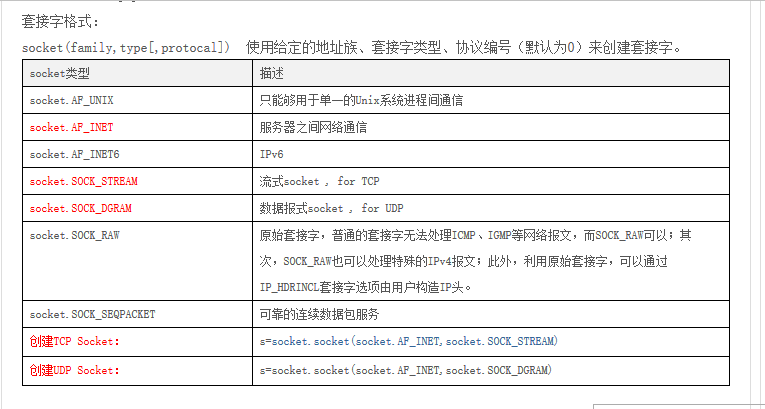 套接字格式:
socket(family,type[,protocal]) 使用给定的地址族、套接字类型、协议编号（默认为0）来创建套接字。
socket类型 描述
socket.AF_UNIX 只能够用于单一的Unix系统进程间通信
socket.AF_INET 服务器之间网络通信
socket.AF_INET6 IPv6
socket.SOCK_STREAM 流式socket , for TCP
socket.SOCK_DGRAM 数据报式socket , for UDP
socket.SOCK_RAW 原始套接字，普通的套接字无法处理ICMP、IGMP等网络报文，而SOCK_RAW可以；其
次，SOCK_RAW也可以处理特殊的IPv4报文；此外，利用原始套接字，可以通过
IP_HDRINCL套接字选项由用户构造IP头。
socket.SOCK_SEQPACKET 可靠的连续数据包服务
创建TCP Socket: s=socket.socket(socket.AF_INET,socket.SOCK_STREAM)
创建UDP Socket: s=socket.socket(socket.AF_INET,socket.SOCK_DGRAM)